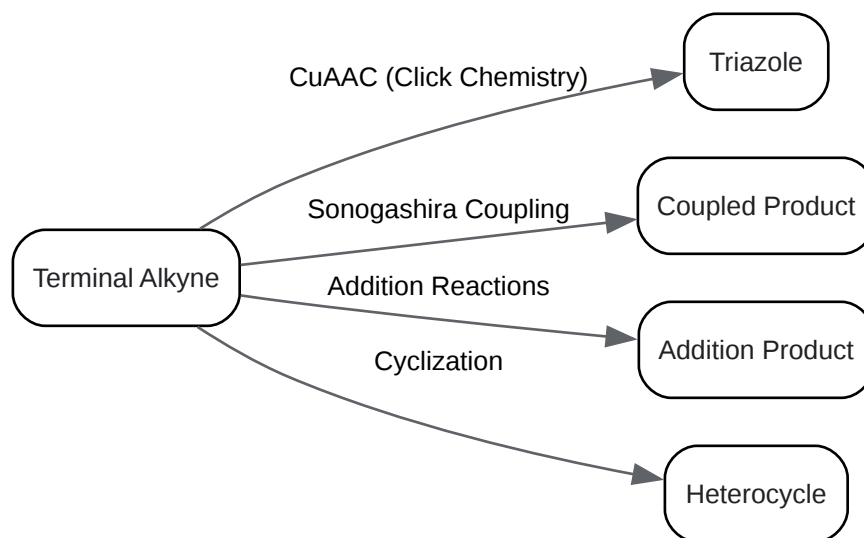 CuAAC (Click Chemistry)
Triazole
Sonogashira Coupling
Coupled Product
Terminal Alkyne
Addition Reactions
Addition Product
Cyclization
Heterocycle